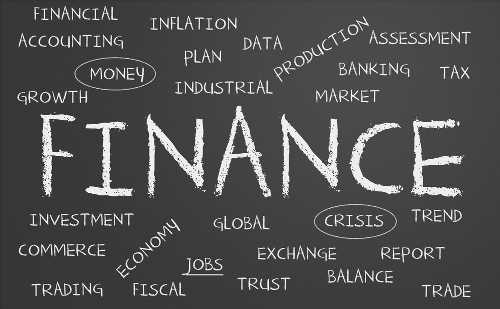 FINANCIAL
INFLATION
ACCOUNTING
PLAN
DATA
PRODUCTION
ASSESSMENT
MONEY
BANKING
TAX
GROWTH
INDUSTRIAL
MARKET
FINANCE
INVESTMENT
GLOBAL
CRISIS
TREND
COMMERCE
ECONOMY
JOBS
EXCHANGE
REPORT
TRADING
FISCAL
TRUST
BALANCE
TRADE